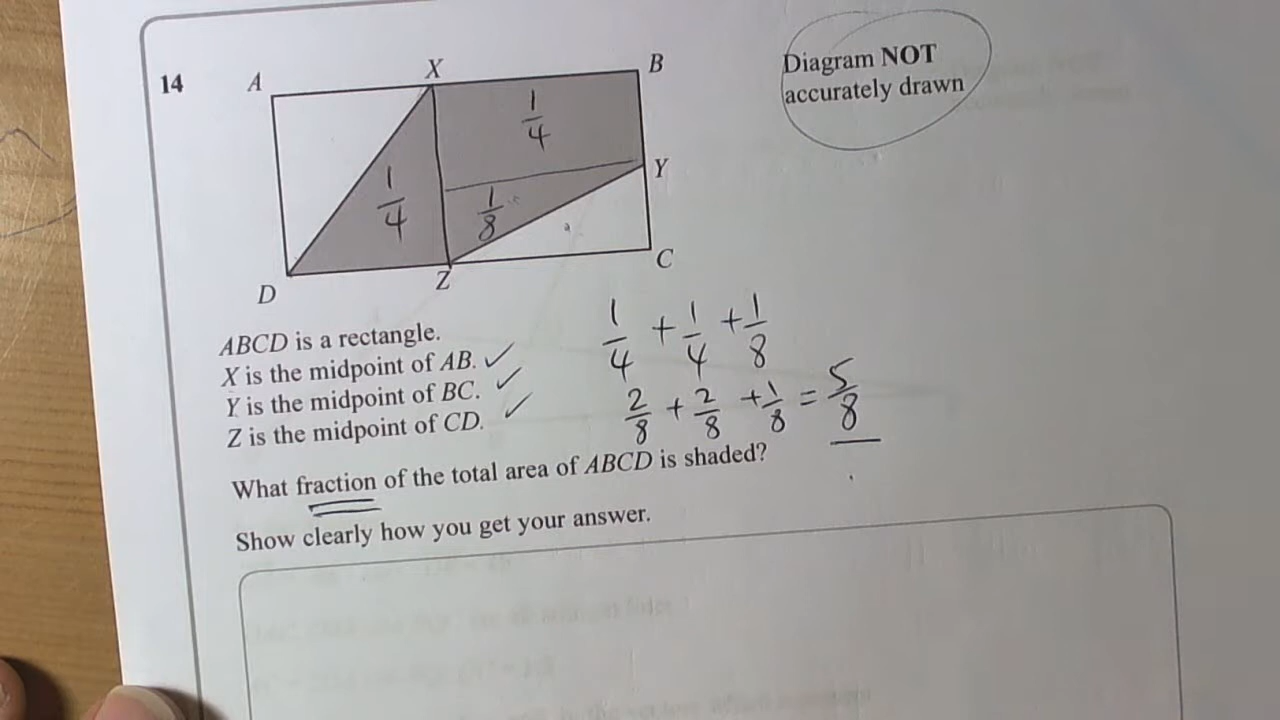 14
A
X
B
Diagram NOT
accurately drawn
1/4
Y
1/4
1/8
C
D
Z
ABCD is a rectangle.
X is the midpoint of AB. ✓
Y is the midpoint of BC. ✓
Z is the midpoint of CD. ✓
1/4 + 1/4 + 1/8
2/8 + 2/8 + 1/8 = 5/8
What fraction of the total area of ABCD is shaded?
Show clearly how you get your answer.